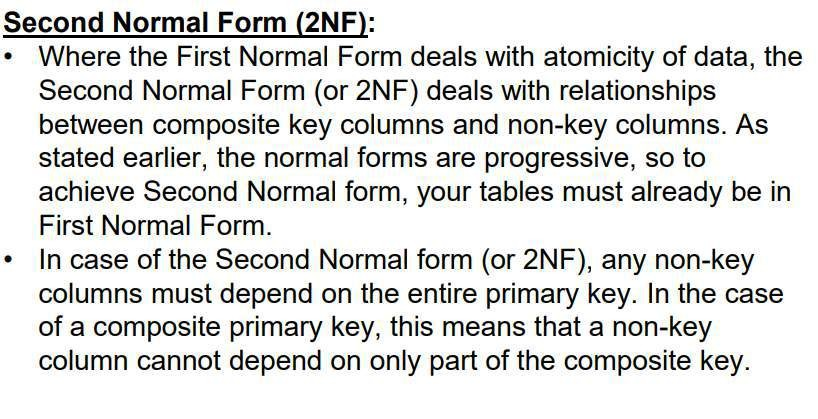 Second Normal Form (2NF):
• Where the First Normal Form deals with atomicity of data, the
Second Normal Form (or 2NF) deals with relationships
between composite key columns and non-key columns. As
stated earlier, the normal forms are progressive, so to
achieve Second Normal form, your tables must already be in
First Normal Form.
• In case of the Second Normal form (or 2NF), any non-key
columns must depend on the entire primary key. In the case
of a composite primary key, this means that a non-key
column cannot depend on only part of the composite key.